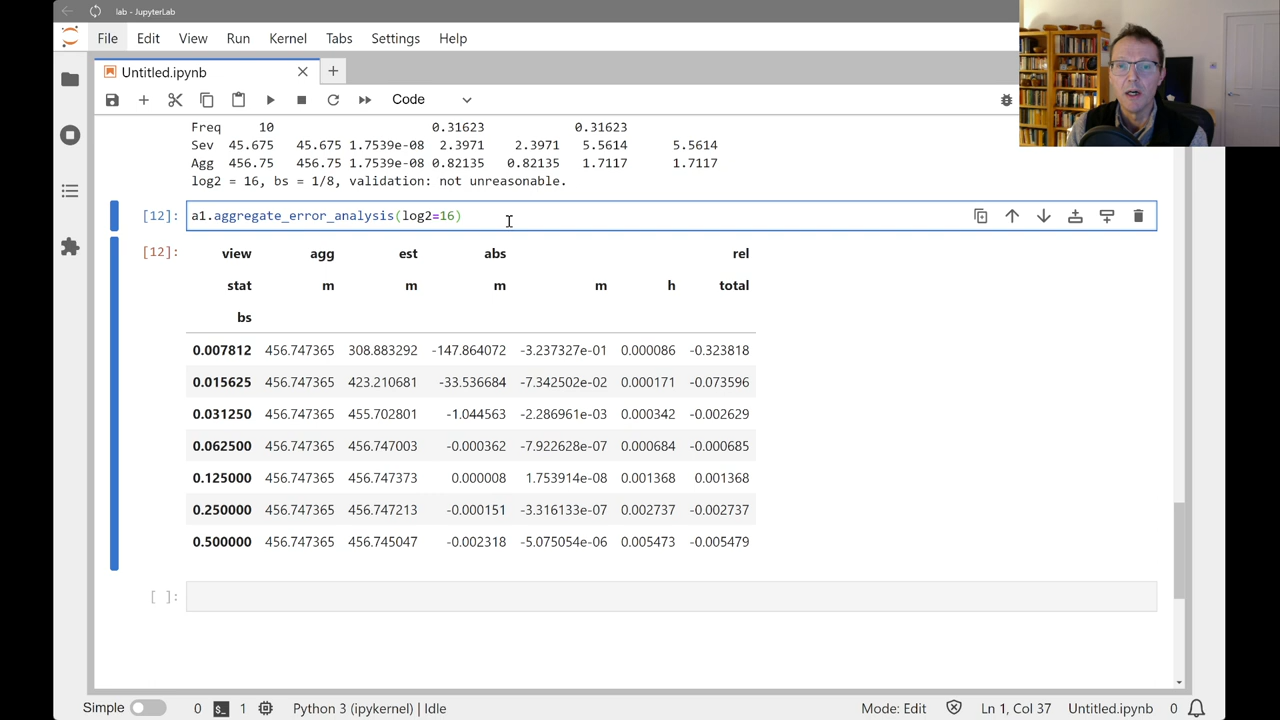 lab - JupyterLab
File Edit View Run Kernel Tabs Settings Help
Untitled.ipynb
Code
Freq 10 0.31623 0.31623
Sev 45.675 45.675 1.7539e-08 2.3971 2.3971 5.5614 5.5614
Agg 456.75 456.75 1.7539e-08 0.82135 0.82135 1.7117 1.7117
log2 = 16, bs = 1/8, validation: not unreasonable.
[12]: a1.aggregate_error_analysis(log2=16)
[12]: view agg est abs rel
stat m m m m h total
bs
0.007812 456.747365 308.883292 -147.864072 -3.237327e-01 0.000086 -0.323818
0.015625 456.747365 423.210681 -33.536684 -7.342502e-02 0.000171 -0.073596
0.031250 456.747365 455.702801 -1.044563 -2.286961e-03 0.000342 -0.002629
0.062500 456.747365 456.747003 -0.000362 -7.922628e-07 0.000684 -0.000685
0.125000 456.747365 456.747373 0.000008 1.753914e-08 0.001368 0.001368
0.250000 456.747365 456.747213 -0.000151 -3.316133e-07 0.002737 -0.002737
0.500000 456.747365 456.745047 -0.002318 -5.075054e-06 0.005473 -0.005479
[ ]:
Simple 0 $_ 1 Python 3 (ipykernel) | Idle Mode: Edit Ln 1, Col 37 Untitled.ipynb 0